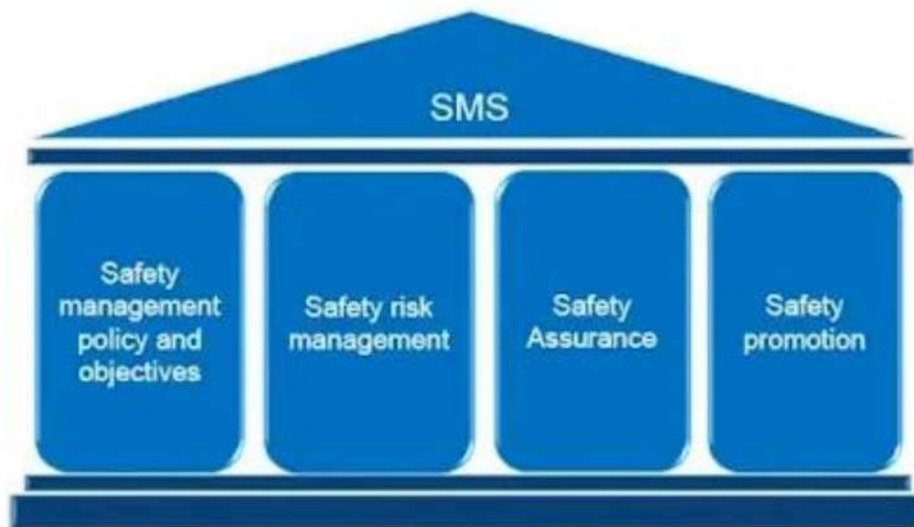 SMS
Safety
management
policy and
objectives
Safety risk
management
Safety
Assurance
Safety
promotion